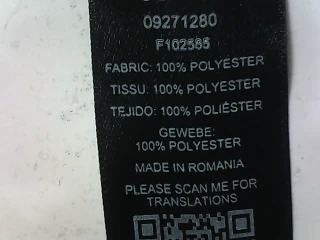 09271280
F102565
FABRIC: 100% POLYESTER
TISSU: 100% POLYESTER
TEJIDO: 100% POLIÉSTER
GEWEBE:
100% POLYESTER
MADE IN ROMANIA
PLEASE SCAN ME FOR
TRANSLATIONS